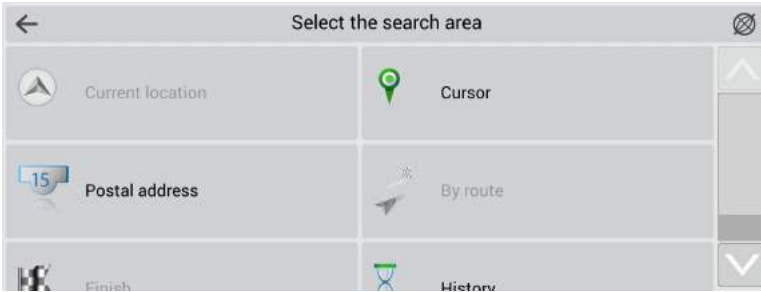 Select the search area
Current location
Cursor
15
Postal address
By route
Finish
History